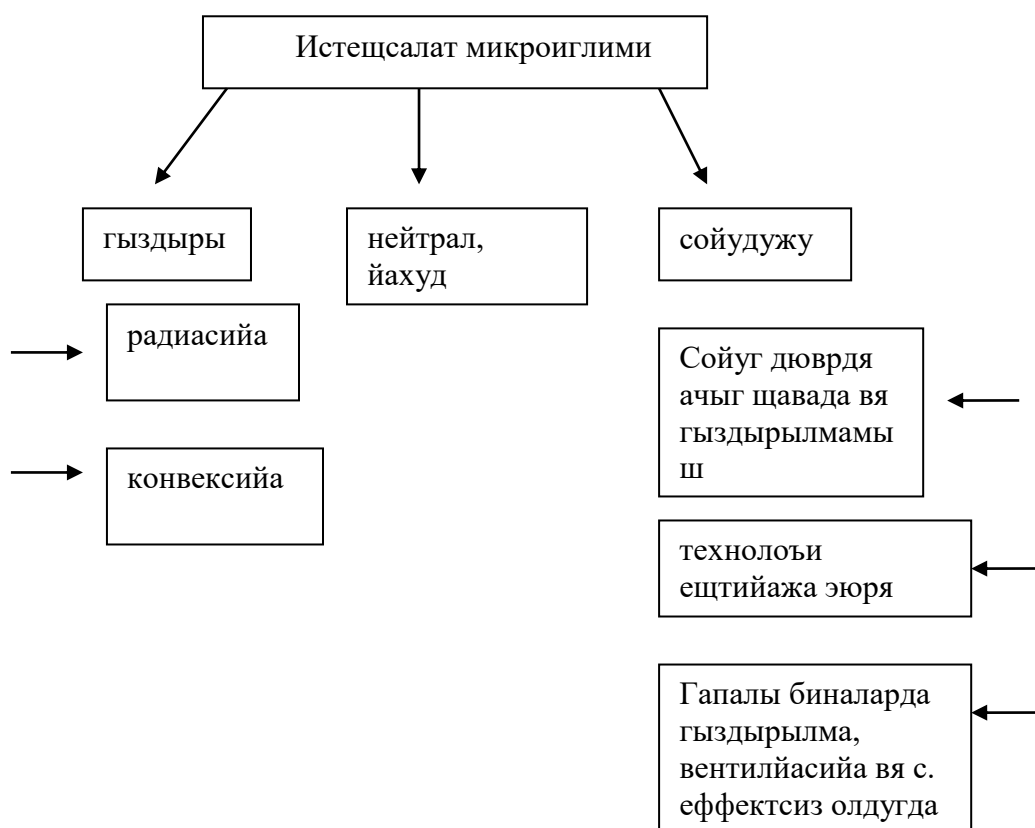 Истещсалат микроиглими
гыздыры
нейтрал,
йахуд
сойудужу
радиасийа
конвексийа
Сойуг дюврдя
ачыг щавада вя
гыздырылмамы
ш
технолоъи
ещтийажа эюря
Гапалы биналарда
гыздырылма,
вентилйасийа вя с.
еффектсиз олдугда